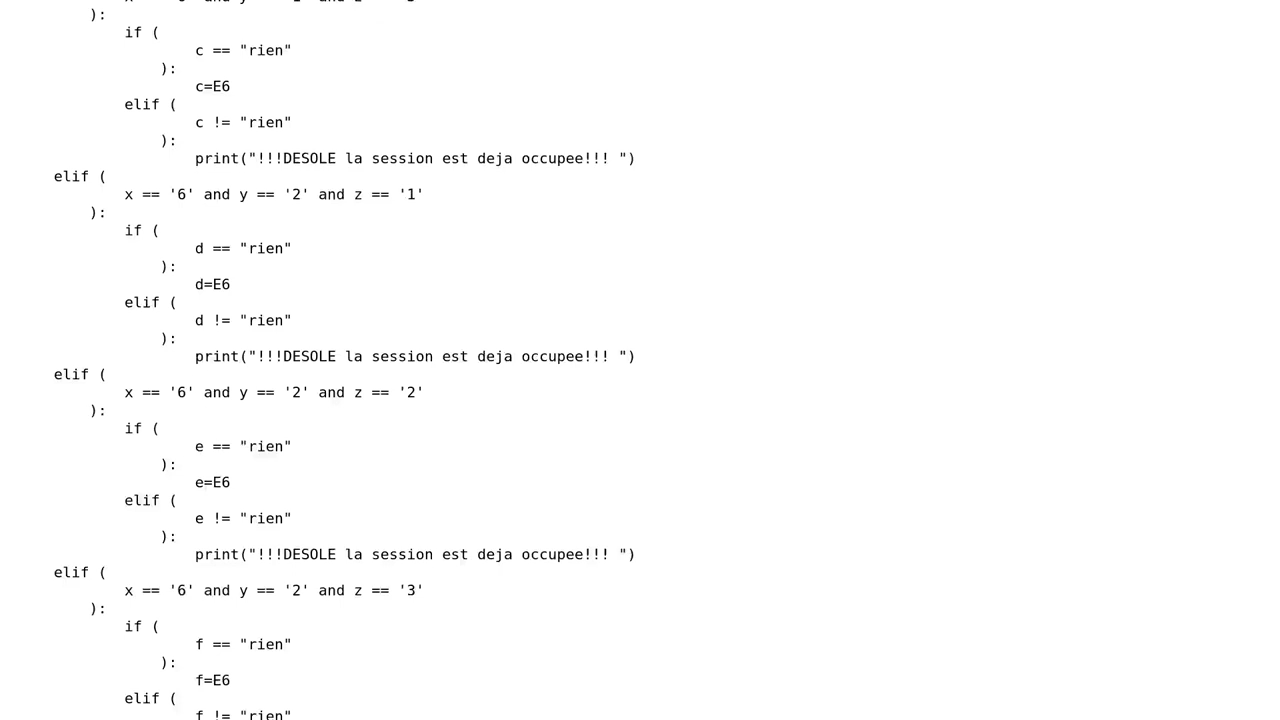 ):
if (
c == "rien"
):
c=E6
elif (
c != "rien"
):
print("!!!DESOLE la session est deja occupee!!! ")
elif (
x == '6' and y == '2' and z == '1'
):
if (
d == "rien"
):
d=E6
elif (
d != "rien"
):
print("!!!DESOLE la session est deja occupee!!! ")
elif (
x == '6' and y == '2' and z == '2'
):
if (
e == "rien"
):
e=E6
elif (
e != "rien"
):
print("!!!DESOLE la session est deja occupee!!! ")
elif (
x == '6' and y == '2' and z == '3'
):
if (
f == "rien"
):
f=E6
elif (
f != "rien"